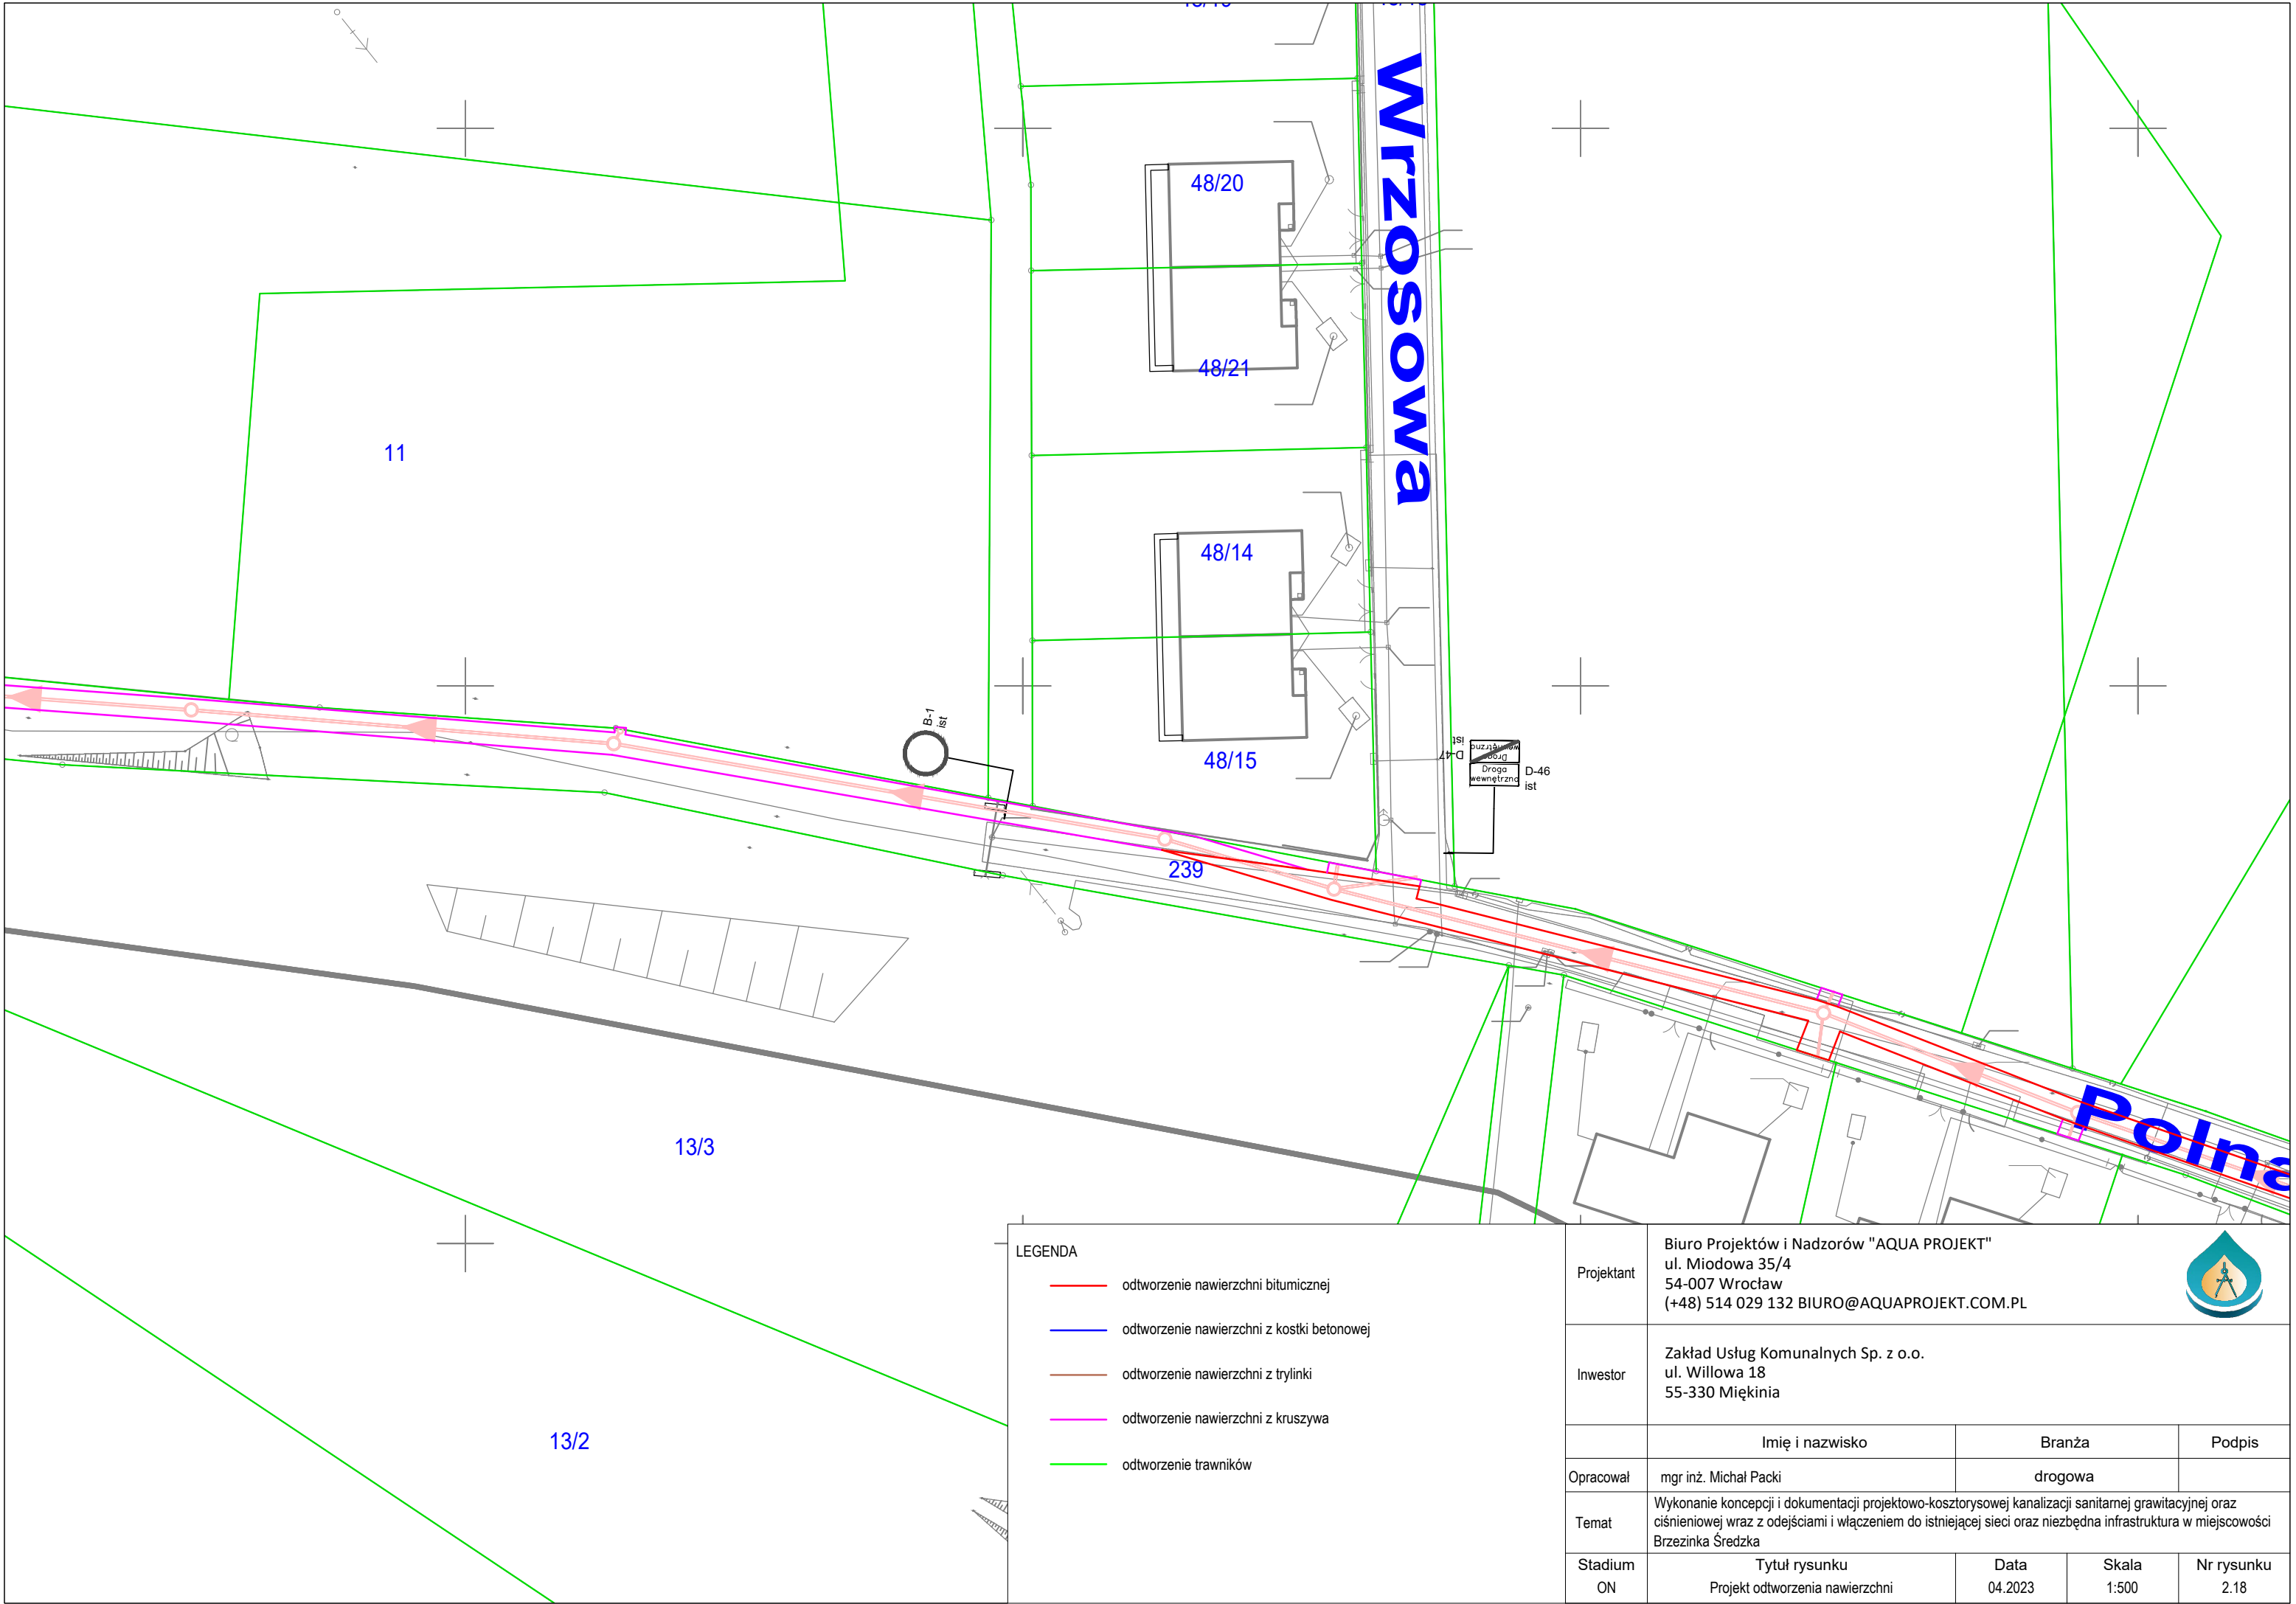 Wrzosowa
48/20
48/21
11
48/14
48/15
B-1
ist
D-47
ist
Droga
wewnętrzna
Droga
wewnętrzna
D-46
ist
239
Polna
13/3
13/2
LEGENDA
odtworzenie nawierzchni bitumicznej
odtworzenie nawierzchni z kostki betonowej
odtworzenie nawierzchni z trylinki
odtworzenie nawierzchni z kruszywa
odtworzenie trawników
Projektant
Biuro Projektów i Nadzorów "AQUA PROJEKT"
ul. Miodowa 35/4
54-007 Wrocław
(+48) 514 029 132 BIURO@AQUAPROJEKT.COM.PL
Inwestor
Zakład Usług Komunalnych Sp. z o.o.
ul. Willowa 18
55-330 Miękinia
Imię i nazwisko Branża Podpis
Opracował mgr inż. Michał Packi drogowa
Temat
Wykonanie koncepcji i dokumentacji projektowo-kosztorysowej kanalizacji sanitarnej grawitacyjnej oraz
ciśnieniowej wraz z odejściami i włączeniem do istniejącej sieci oraz niezbędna infrastruktura w miejscowości
Brzezinka Średzka
Stadium Tytuł rysunku Data Skala Nr rysunku
ON Projekt odtworzenia nawierzchni 04.2023 1:500 2.18